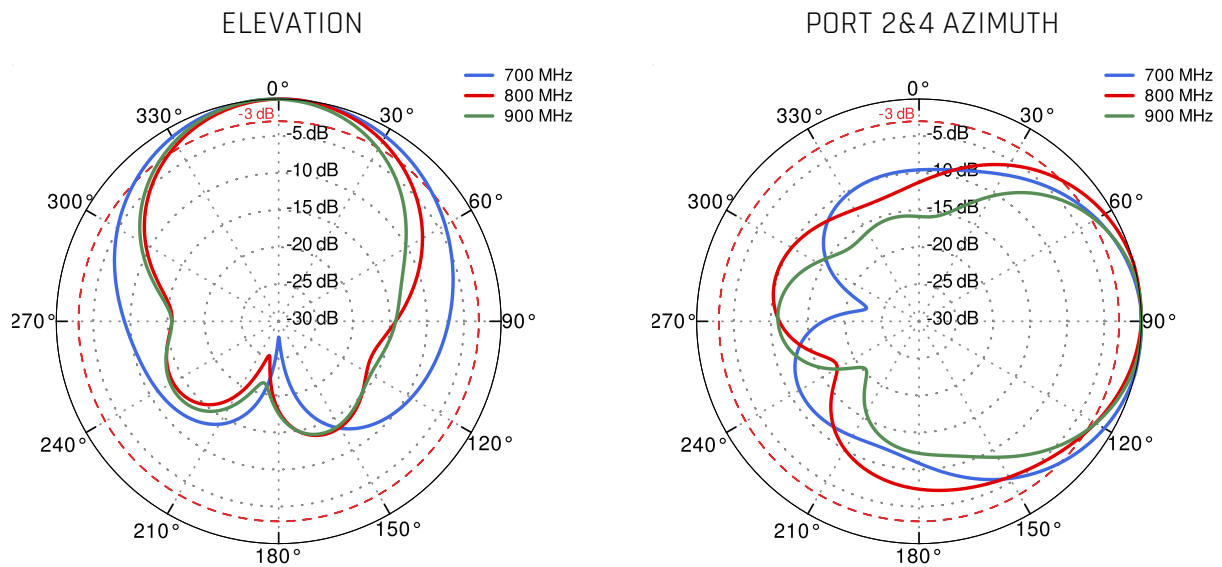 ELEVATION
700 MHz
800 MHz
900 MHz
0°
-3 dB
330°
30°
-5 dB
-10 dB
300°
60°
-15 dB
-20 dB
-25 dB
270°
-30 dB
90°
240°
120°
210°
150°
180°
PORT 2&4 AZIMUTH
700 MHz
800 MHz
900 MHz
0°
-3 dB
330°
30°
-5 dB
-10 dB
300°
60°
-15 dB
-20 dB
-25 dB
270°
-30 dB
90°
240°
120°
210°
150°
180°